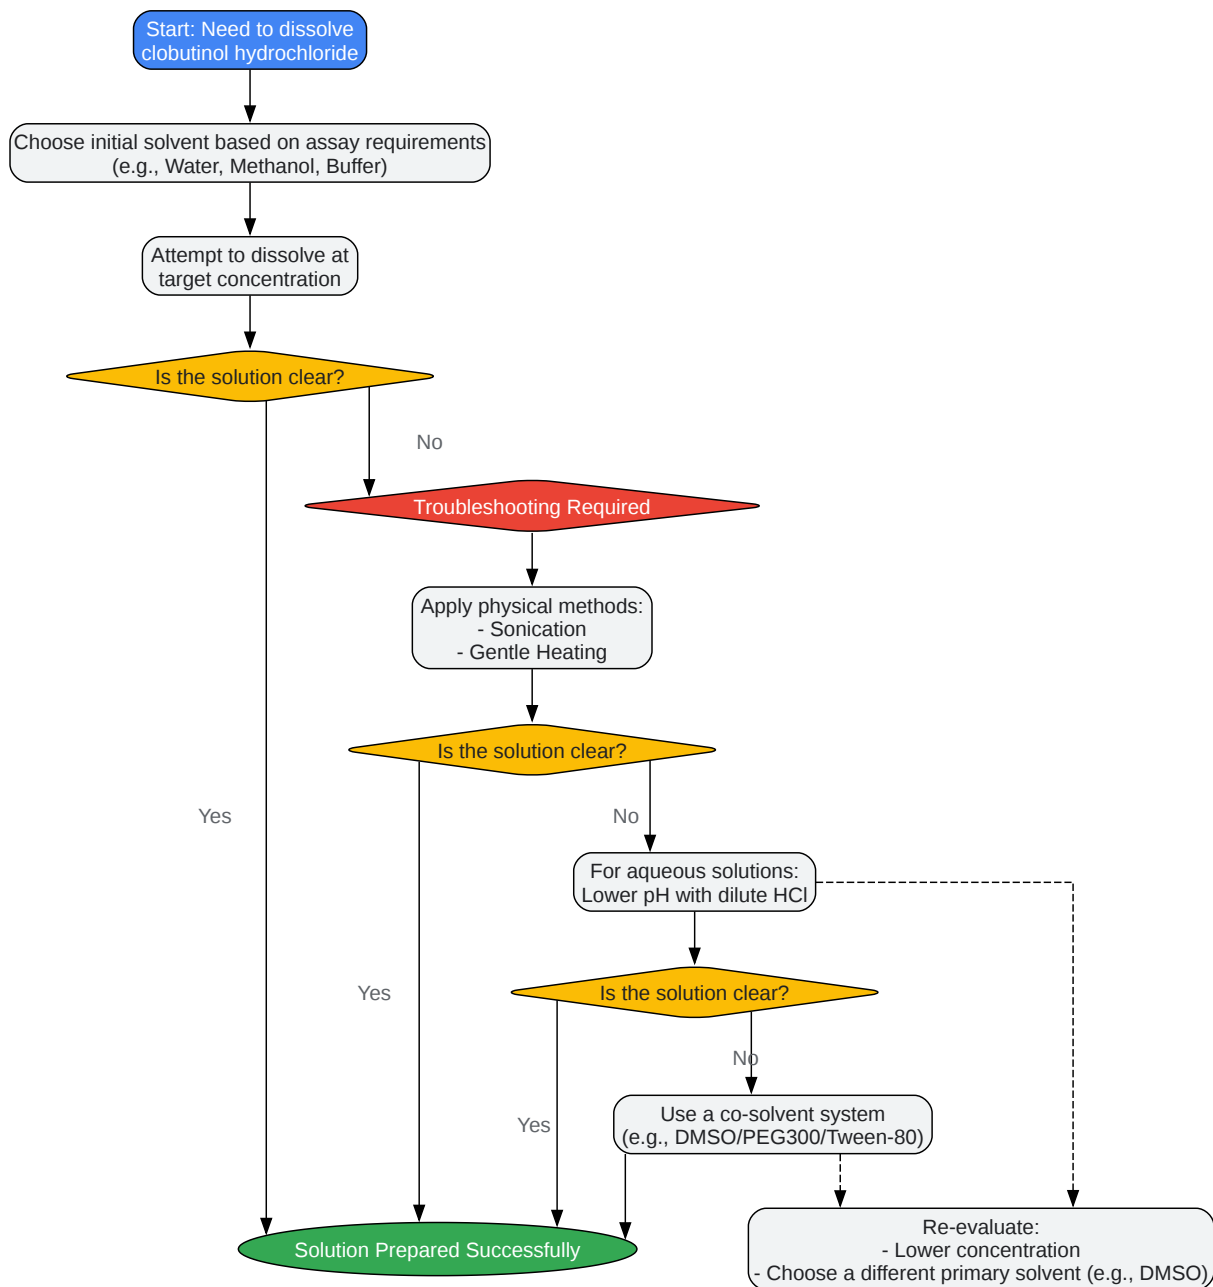 Start: Need to dissolve
clobutinol hydrochloride
Choose initial solvent based on assay requirements
(e.g., Water, Methanol, Buffer)
Attempt to dissolve at
target concentration
Is the solution clear?
No
Troubleshooting Required
Apply physical methods:
- Sonication
- Gentle Heating
Is the solution clear?
Yes
No
For aqueous solutions:
Lower pH with dilute HCl
Is the solution clear?
Yes
No
Use a co-solvent system
(e.g., DMSO/PEG300/Tween-80)
Yes
Solution Prepared Successfully
Re-evaluate:
- Lower concentration
- Choose a different primary solvent (e.g., DMSO)